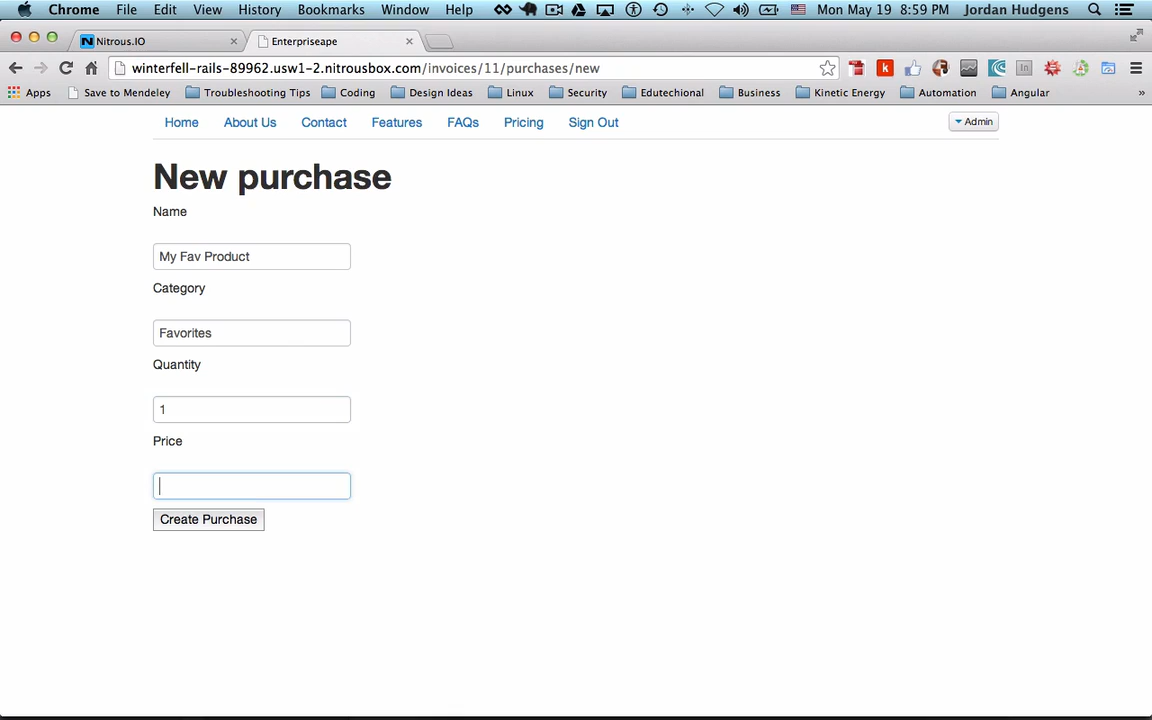 Chrome File Edit View History Bookmarks Window Help Mon May 19 8:59 PM Jordan Hudgens
Nitrous.IO Enterpriseape
winterfell-rails-89962.usw1-2.nitrousbox.com/invoices/11/purchases/new
Apps Save to Mendeley Troubleshooting Tips Coding Design Ideas Linux Security Edutechional Business Kinetic Energy Automation Angular »
Home About Us Contact Features FAQs Pricing Sign Out Admin
New purchase
Name
My Fav Product
Category
Favorites
Quantity
1
Price
Create Purchase